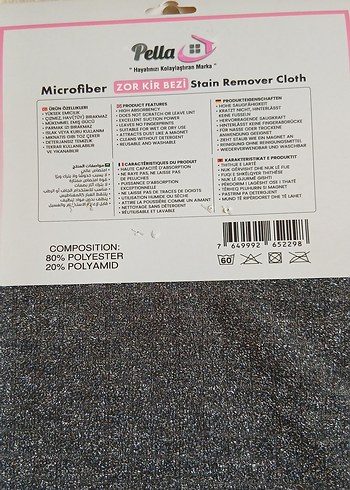 Pella
" Hayatınızı Kolaylaştıran Marka "
Microfiber ZOR KİR BEZİ Stain Remover Cloth
ÜRÜN ÖZELLİKLERİ
- YÜKSEK EMİCİLİK
- ÇİZMEZ, HAV(TÜY) BIRAKMAZ
- MÜKEMMEL EMİŞ GÜCÜ
- PARMAK İZİ BIRAKMAZ
- ISLAK VEYA KURU KULLANIM
- MIKNATIS GİBİ TOZ ÇEKER
- DETERJANSIZ TEMİZLİK
- TEKRAR KULLANILABİLİR
VE YIKANABİLİR
PRODUCT FEATURES
- HIGH ABSORBENCY
- DOES NOT SCRATCH OR LEAVE LINT
- EXCELLENT SUCTION POWER
- LEAVES NO FINGERPRINTS
- SUITABLE FOR WET OR DRY USE
- ATTRACTS DUST LIKE A MAGNET
- DETERGENT-FREE CLEANING
- REUSABLE AND WASHABLE
PRODUKTEIGENSCHAFTEN
- HOHE SAUGFÄHIGKEIT
- KRATZT NICHT, HINTERLÄSST
KEINE FUSSELN
- HERVORRAGENDE SAUGKRAFT
- HINTERLÄSST KEINE FINGERABDRÜCKE
- FÜR NASSE ODER TROCKENE
ANWENDUNG GEEIGNET
- ZIEHT STAUB WIE EIN MAGNET AN
- REINIGUNG OHNE REINIGUNGSMITTEL
- WIEDERVERWENDBAR UND WASCHBAR
CARACTÉRISTIQUES DU PRODUIT
- HAUTE ABSORPTION
- NE RAYE PAS, NE LAISSE PAS
DE PELUCHES
- PUISSANCE D'ABSORPTION
EXCEPTIONNELLE
- NE LAISSE PAS DE TRACES DE DOIGTS
- UTILISATION HUMIDE OU SÈCHE
- ATTIRE LA POUSSIÈRE COMME UN AIMANT
- NETTOYAGE SANS DÉTERGENT
- RÉUTILISABLE ET LAVABLE
KARAKTERISTIKAT E PRODUKTIT
- THITHJE E LARTË
- NUK GËRVISHT DHE NUK LË
- FUQI E SHKËLQYER THITHËSE
- NUK LË GJURMË GISHTI
- TËRHEQ PLUHURIN SI MAGNET
- PASTRIM PA DETERGJENT
- MUND TË RIPËRDORET DHE TË LAHET
COMPOSITION:
80% POLYESTER
20% POLYAMID
7 649992 652298
60